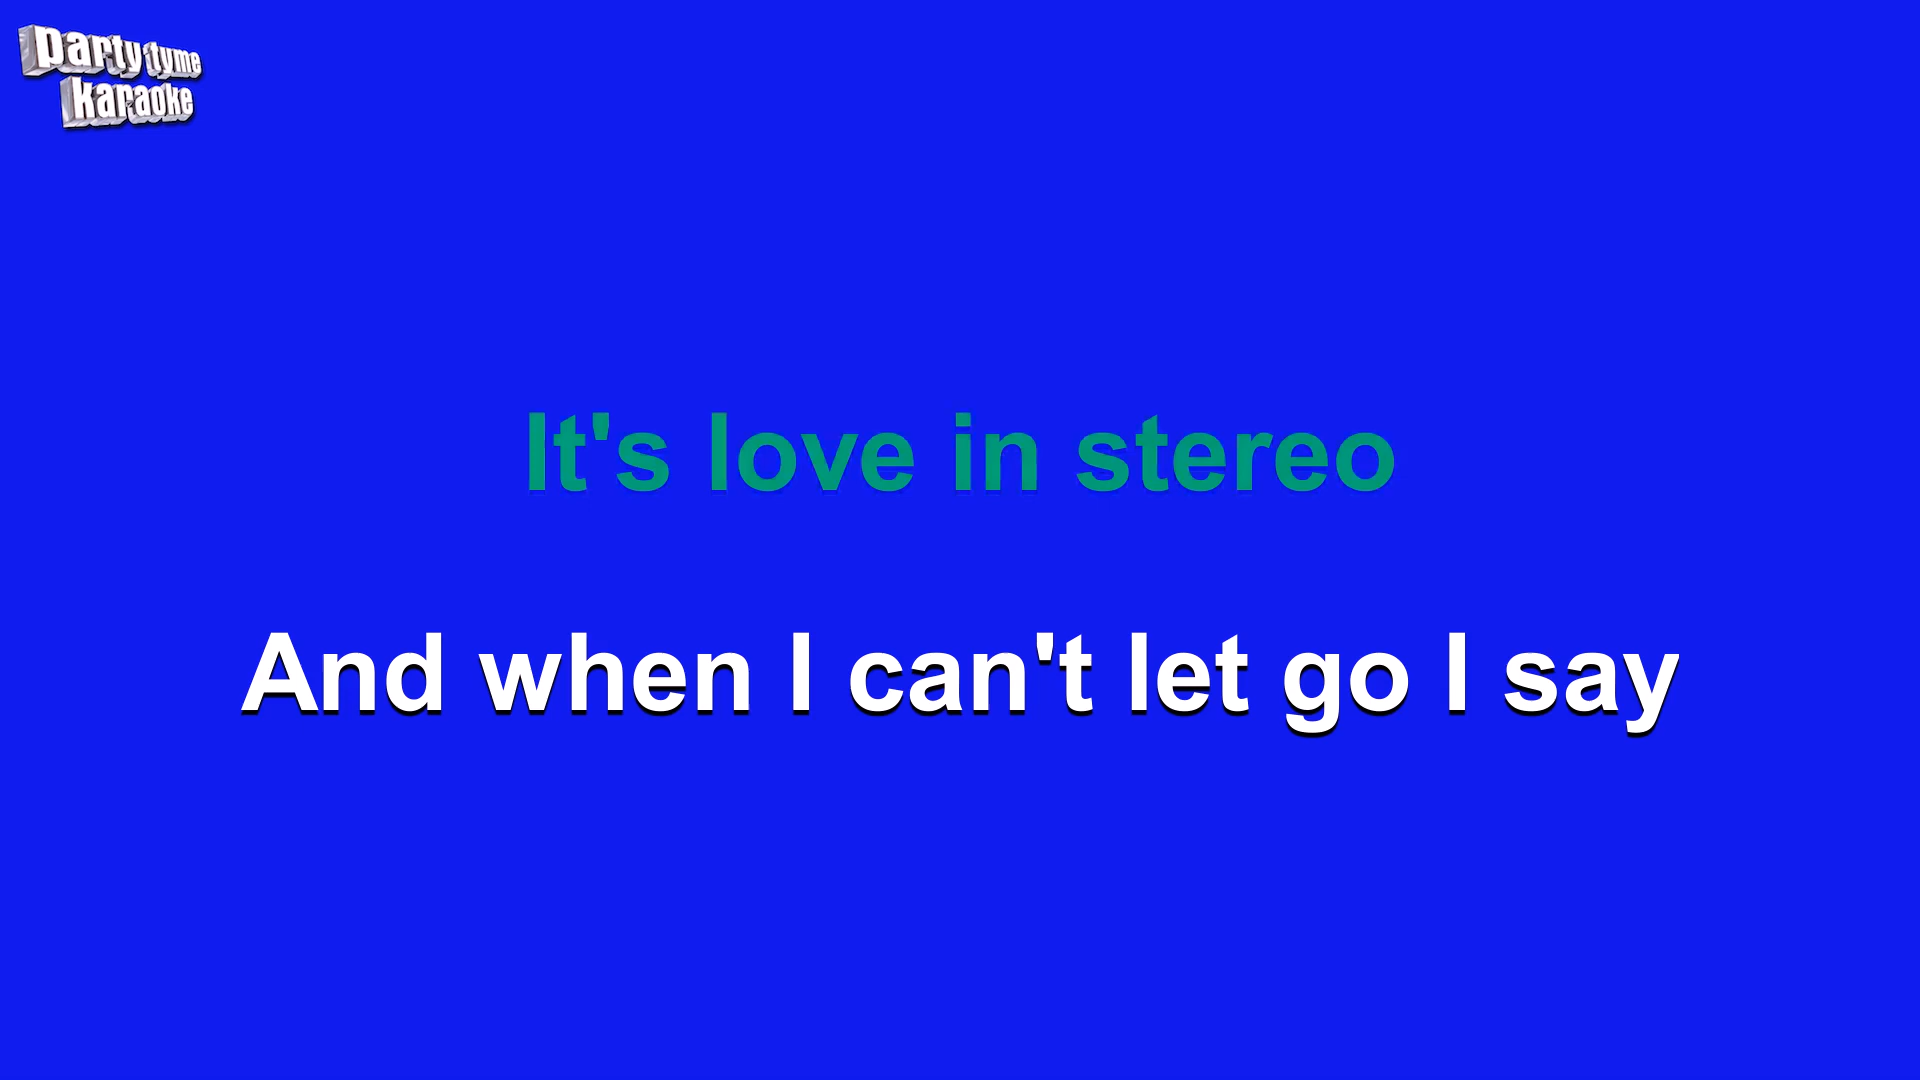 party tyme
karaoke
It's love in stereo
And when I can't let go I say